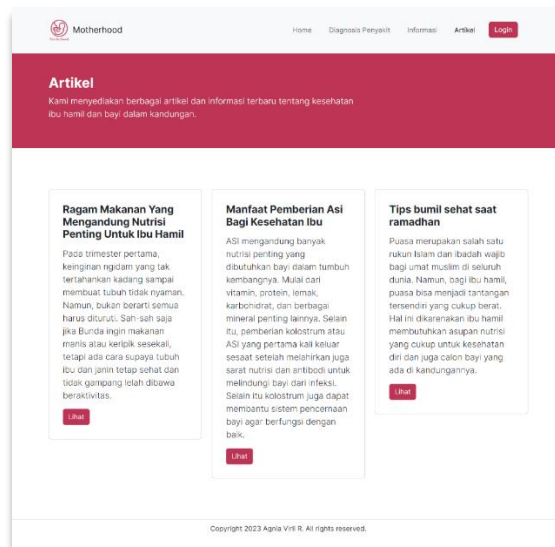 Motherhood
Home Diagnosis Penyakit Informasi Artikel Login
Artikel
Kami menyediakan berbagai artikel dan informasi terbaru tentang kesehatan
ibu hamil dan bayi dalam kandungan.
Ragam Makanan Yang
Mengandung Nutrisi
Penting Untuk Ibu Hamil
Pada trimester pertama,
keinginan ngidam yang tak
tertahankan kadang sampai
membuat tubuh tidak nyaman.
Namun, bukan berarti semua
harus dituruti. Sah-sah saja
jika Bunda ingin makanan
manis atau keripik sesekali,
tetapi ada cara supaya tubuh
ibu dan janin tetap sehat dan
tidak gampang lelah dibawa
beraktivitas.
Lihat
Manfaat Pemberian Asi
Bagi Kesehatan Ibu
ASI mengandung banyak
nutrisi penting yang
dibutuhkan bayi dalam tumbuh
kembangnya. Mulai dari
vitamin, protein, lemak,
karbohidrat, dan berbagai
mineral penting lainnya. Selain
itu, pemberian kolostrum atau
ASI yang pertama kali keluar
sesaat setelah melahirkan juga
sarat nutrisi dan antibodi untuk
melindungi bayi dari infeksi.
Selain itu kolostrum juga dapat
membantu sistem pencernaan
bayi agar berfungsi dengan
baik.
Lihat
Tips bumil sehat saat
ramadhan
Puasa merupakan salah satu
rukun Islam dan ibadah wajib
bagi umat muslim di seluruh
dunia. Namun, bagi ibu hamil,
puasa bisa menjadi tantangan
tersendiri yang cukup berat.
Hal ini dikarenakan ibu hamil
membutuhkan asupan nutrisi
yang cukup untuk kesehatan
diri dan juga calon bayi yang
ada di kandungannya.
Lihat
Copyright 2023 Agnia Viril R. All rights reserved.